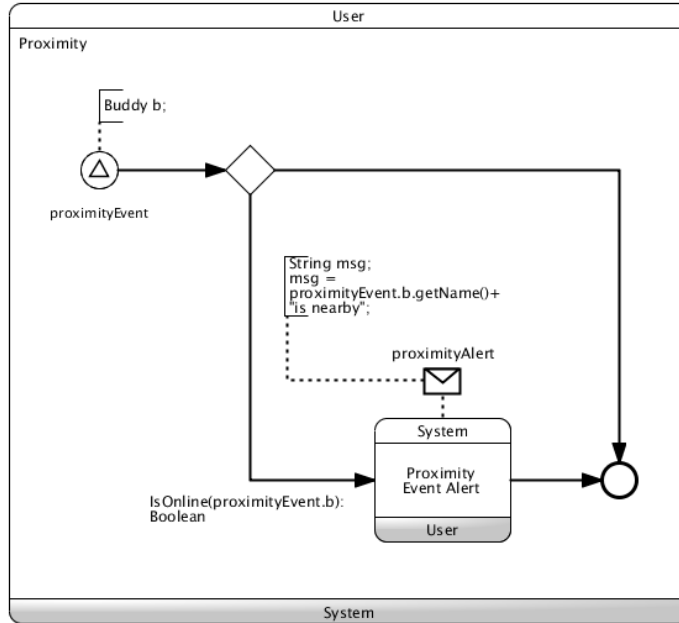 User
Proximity
Buddy b;
proximityEvent
String msg;
msg =
proximityEvent.b.getName()+
"is nearby";
proximityAlert
System
Proximity
Event Alert
User
IsOnline(proximityEvent.b):
Boolean
System